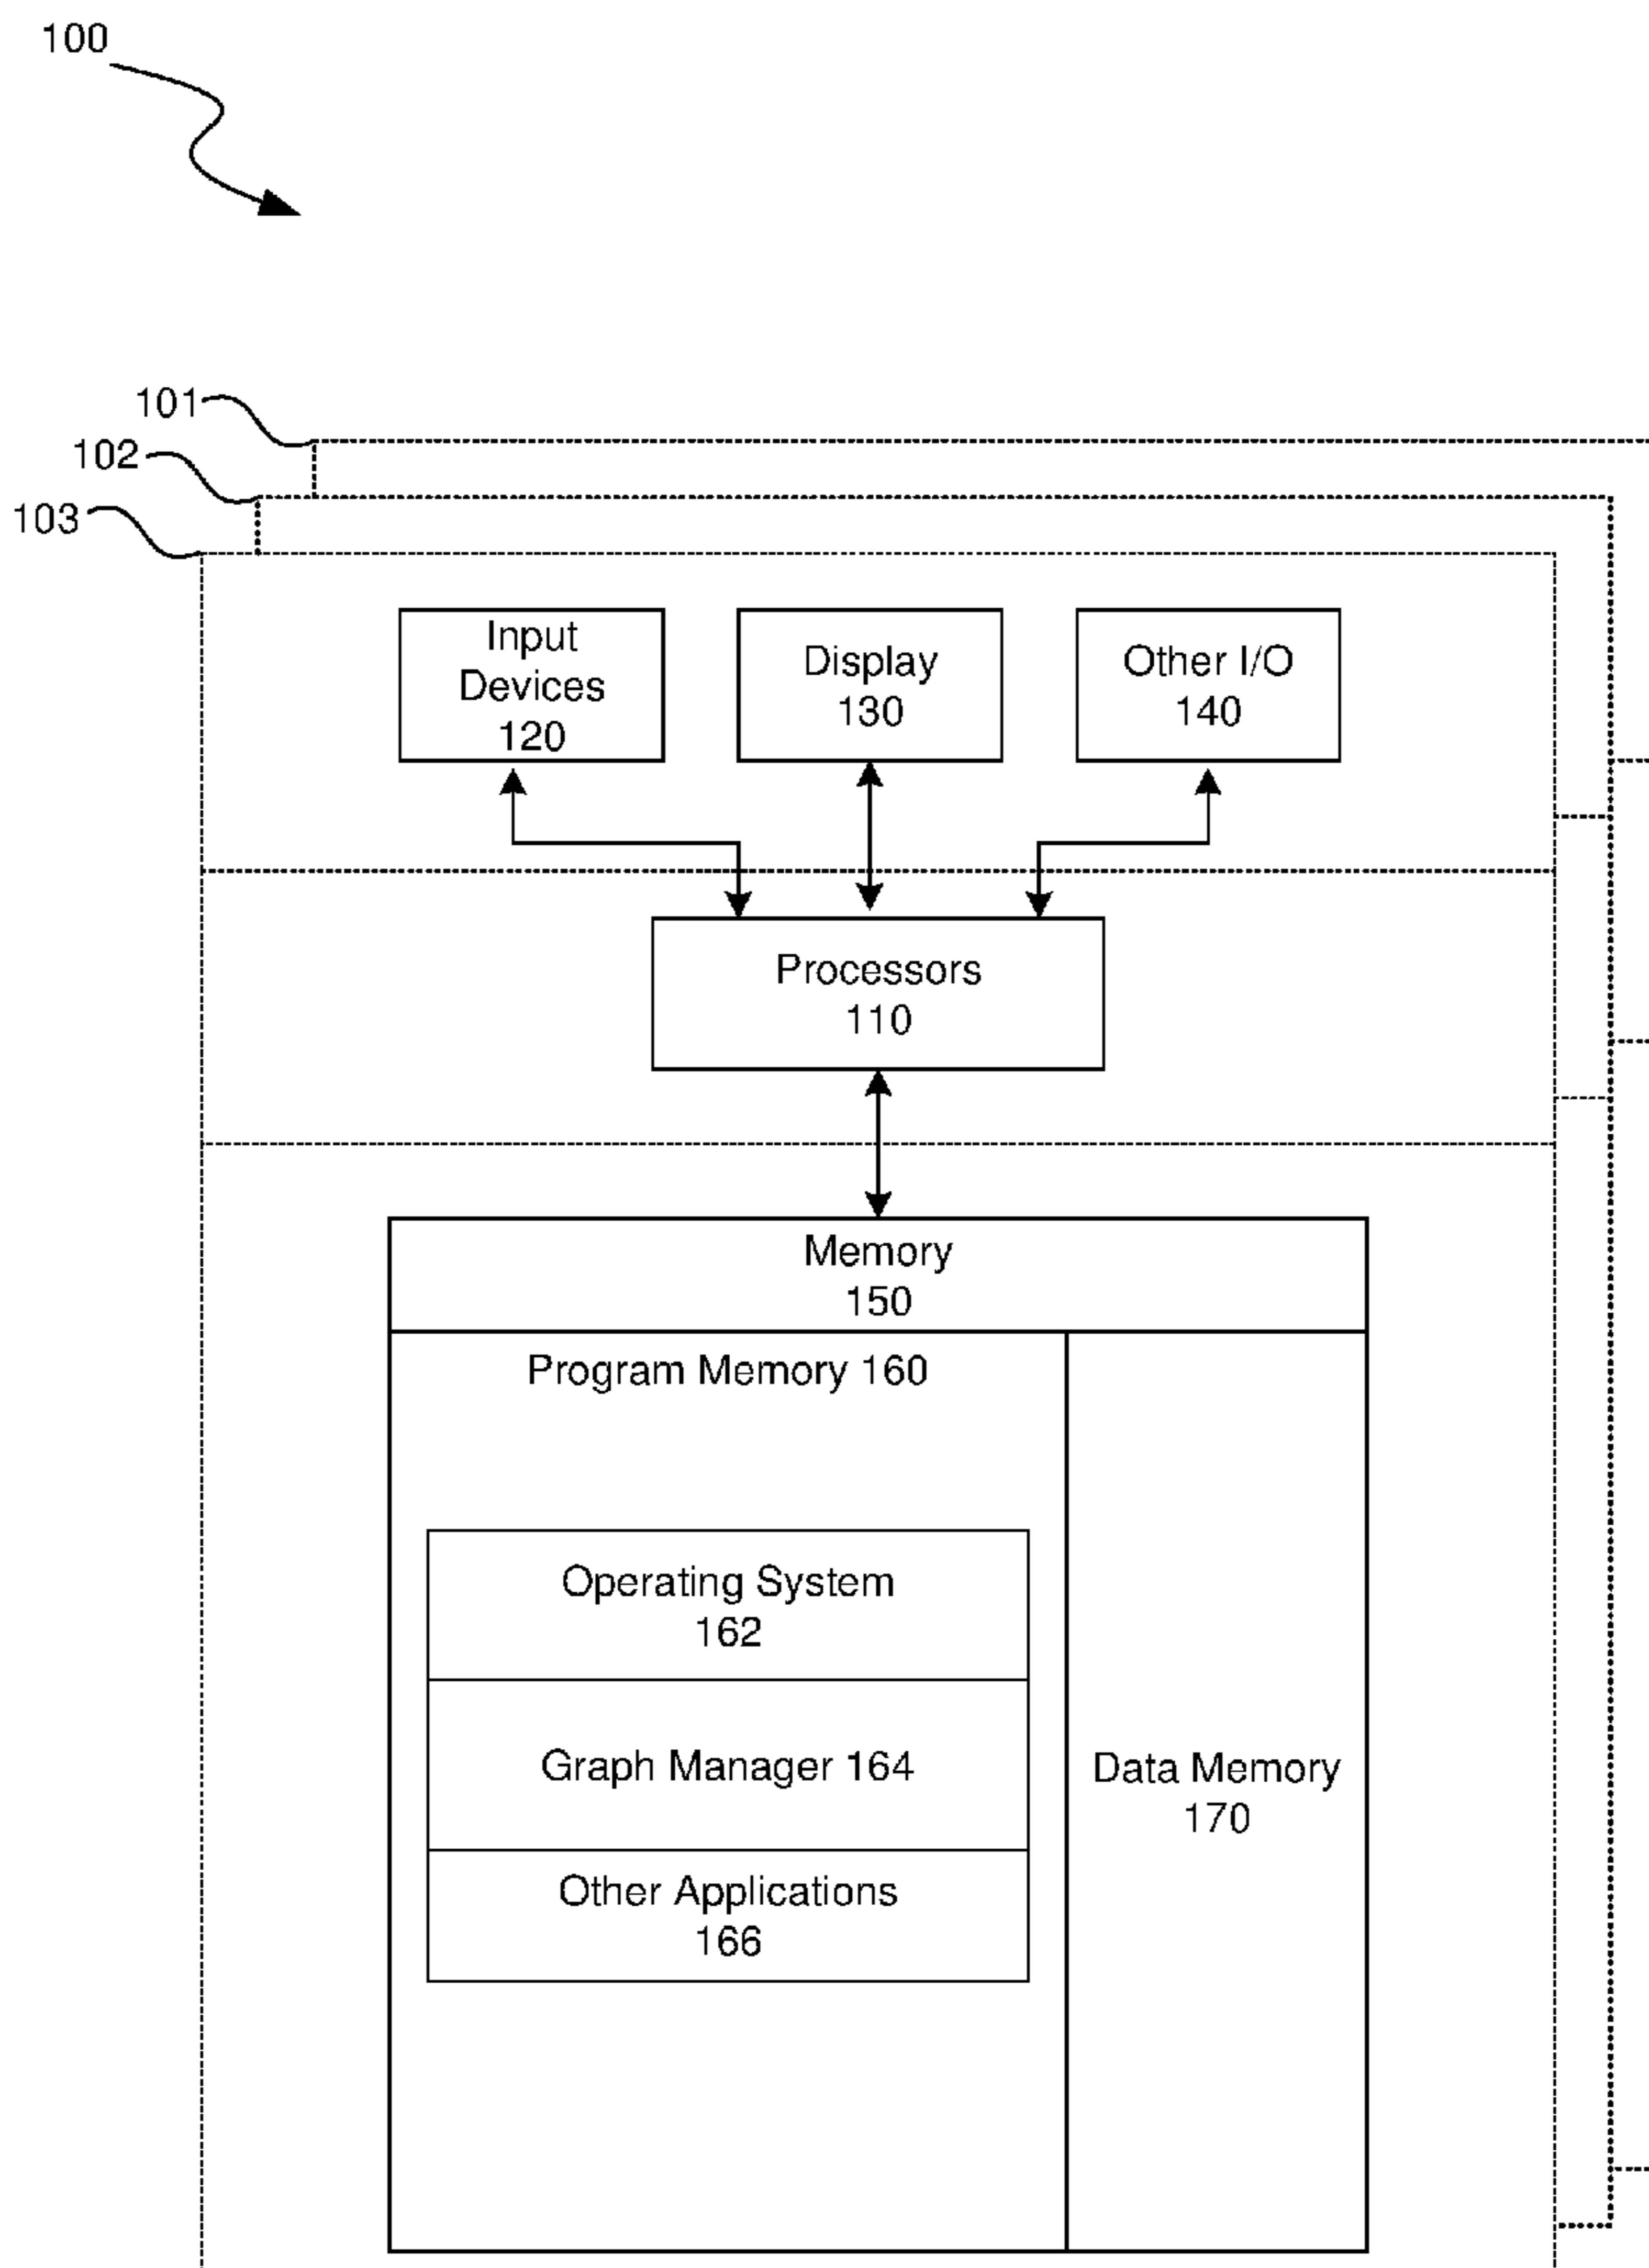 100
101
102
103
Input
Devices
120
Display
130
Other I/O
140
Processors
110
Memory
150
Program Memory 160
Operating System
162
Graph Manager 164
Other Applications
166
Data Memory
170